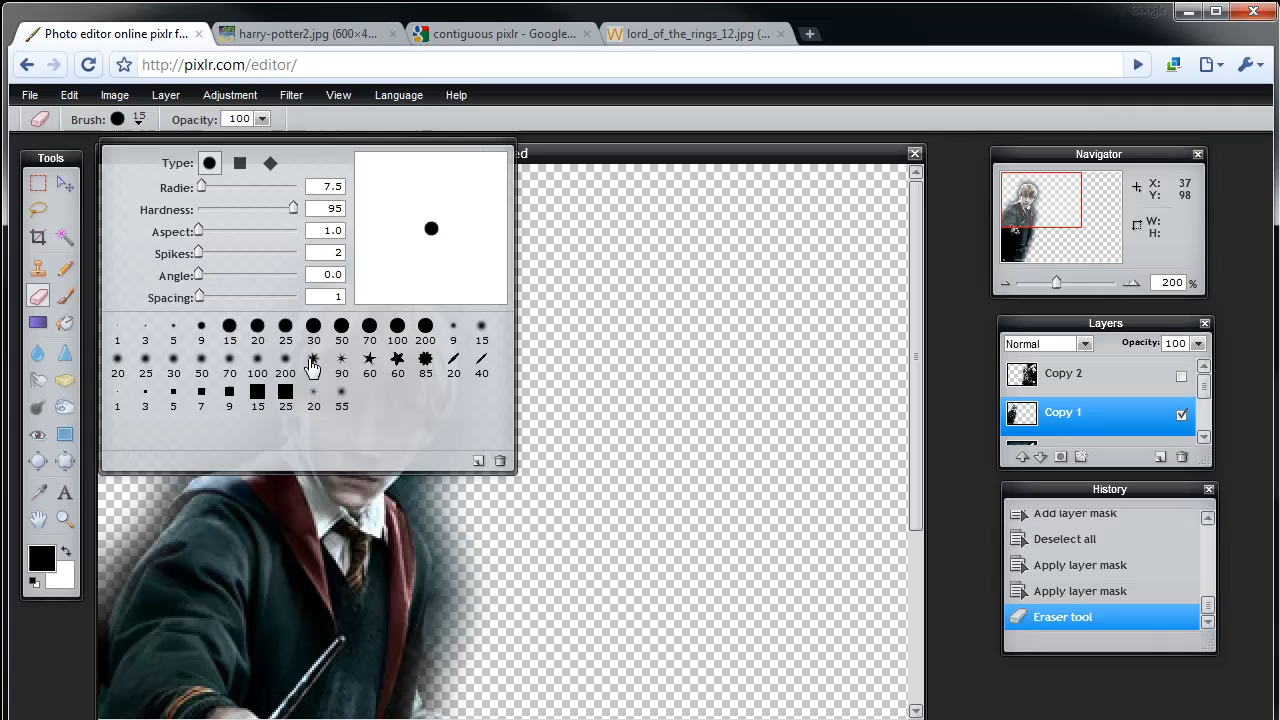 Google
Photo editor online pixlr f...
harry-potter2.jpg (600×4...
contiguous pixlr - Google...
lord_of_the_rings_12.jpg (...
http://pixlr.com/editor/
File Edit Image Layer Adjustment Filter View Language Help
Brush: 15 Opacity: 100
Tools
ed
Type:
Radie: 7.5
Hardness: 95
Aspect: 1.0
Spikes: 2
Angle: 0.0
Spacing: 1
1 3 5 9 15 20 25 30 50 70 100 200 9 15
20 25 30 50 70 100 200 90 60 60 85 20 40
1 3 5 7 9 15 25 20 55
Navigator
X: 37
Y: 98
W:
H:
200 %
Layers
Normal Opacity: 100
Copy 2
Copy 1
History
Add layer mask
Deselect all
Apply layer mask
Apply layer mask
Eraser tool